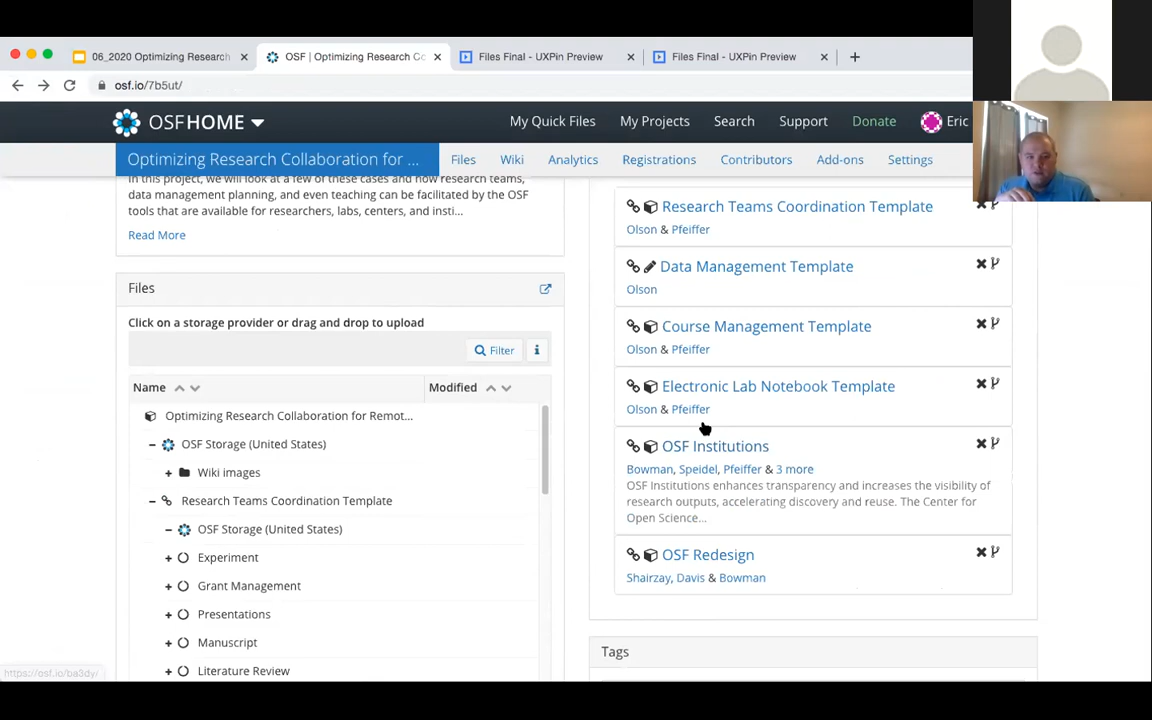 06_2020 Optimizing Research
OSF | Optimizing Research Co
Files Final - UXPin Preview
Files Final - UXPin Preview
osf.io/7b5ut/
OSFHOME
My Quick Files
My Projects
Search
Support
Donate
Eric
Optimizing Research Collaboration for ...
Files
Wiki
Analytics
Registrations
Contributors
Add-ons
Settings
In this project, we will look at a few of these cases and how research teams,
data management planning, and even teaching can be facilitated by the OSF
tools that are available for researchers, labs, centers, and insti...
Read More
Files
Click on a storage provider or drag and drop to upload
Filter
Name
Modified
Optimizing Research Collaboration for Remot...
OSF Storage (United States)
Wiki images
Research Teams Coordination Template
OSF Storage (United States)
Experiment
Grant Management
Presentations
Manuscript
Literature Review
Research Teams Coordination Template
Olson & Pfeiffer
Data Management Template
Olson
Course Management Template
Olson & Pfeiffer
Electronic Lab Notebook Template
Olson & Pfeiffer
OSF Institutions
Bowman, Speidel, Pfeiffer & 3 more
OSF Institutions enhances transparency and increases the visibility of
research outputs, accelerating discovery and reuse. The Center for
Open Science...
OSF Redesign
Shairzay, Davis & Bowman
Tags
https://osf.io/ba3dy/